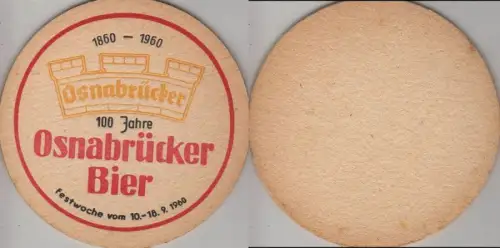 1860 - 1960
Osnabrücker
100 Jahre
Osnabrücker
Bier
Festwoche vom 10.-18.9.1960